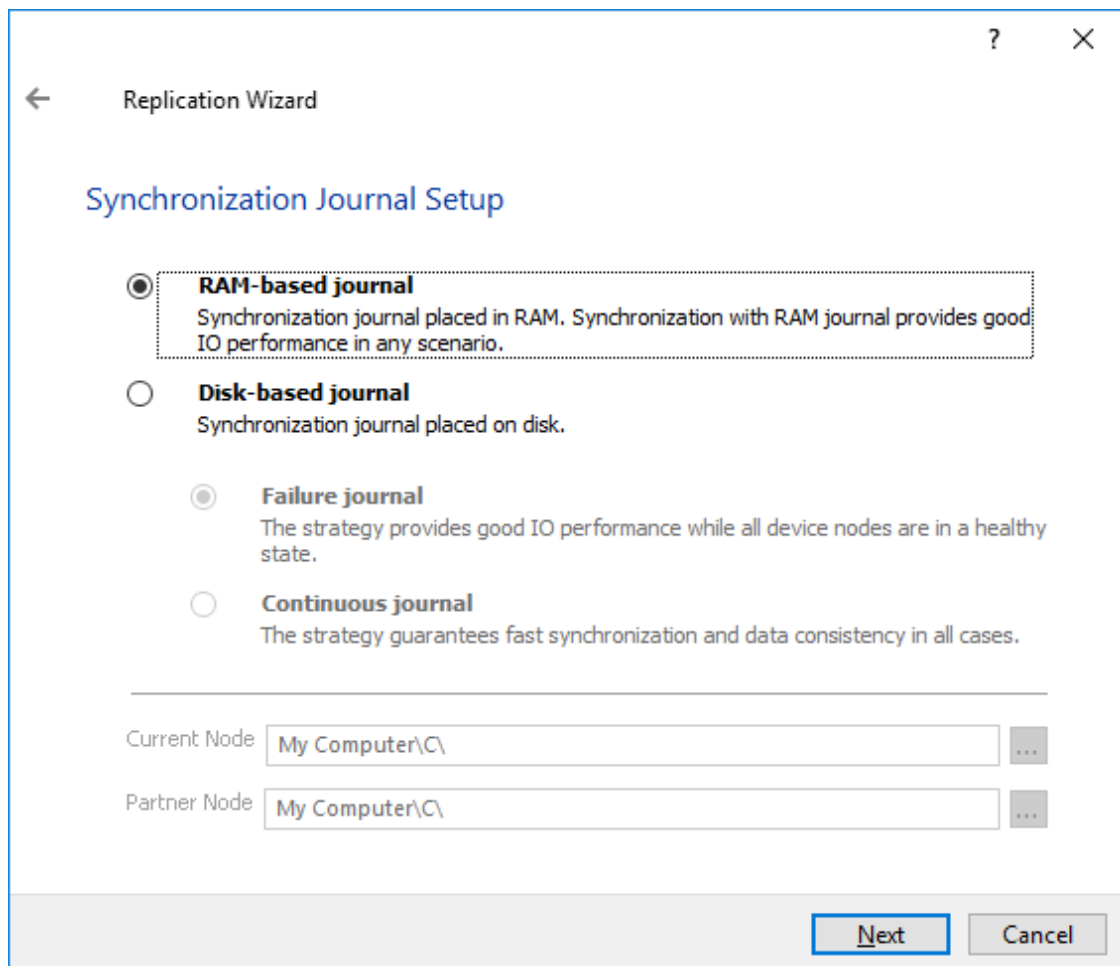 ?
Replication Wizard
Synchronization Journal Setup
RAM-based journal
Synchronization journal placed in RAM. Synchronization with RAM journal provides good
IO performance in any scenario.
Disk-based journal
Synchronization journal placed on disk.
Failure journal
The strategy provides good IO performance while all device nodes are in a healthy
state.
Continuous journal
The strategy guarantees fast synchronization and data consistency in all cases.
Current Node My Computer\C\ ...
Partner Node My Computer\C\ ...
Next Cancel